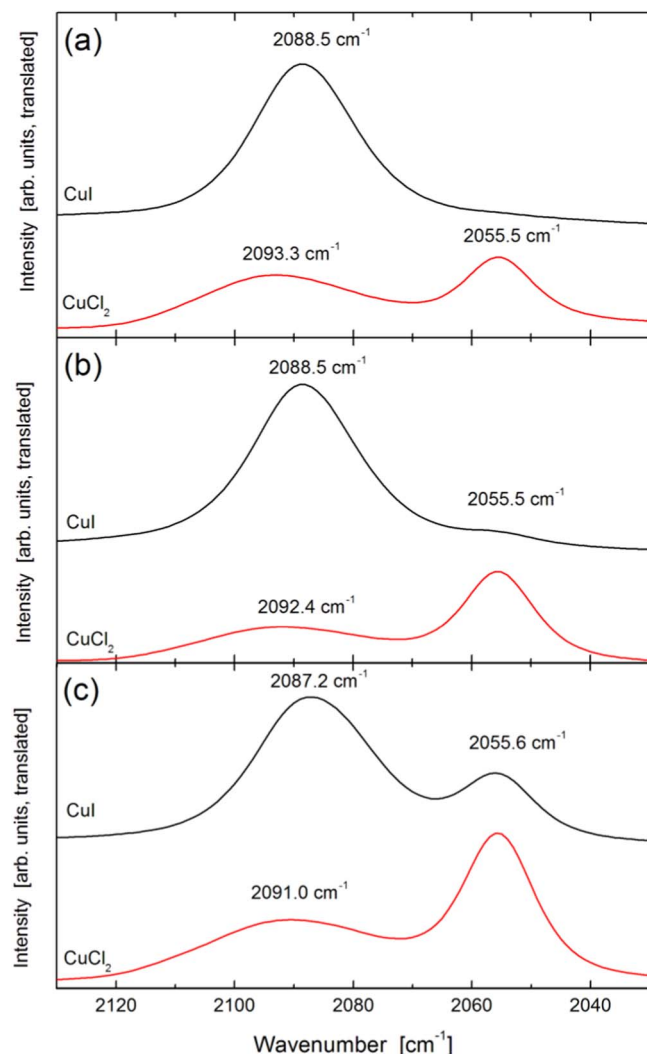 (a)
2088.5 cm⁻¹
CuI
2093.3 cm⁻¹
2055.5 cm⁻¹
CuCl₂
Intensity [arb. units, translated]
(b)
2088.5 cm⁻¹
CuI
2055.5 cm⁻¹
2092.4 cm⁻¹
CuCl₂
Intensity [arb. units, translated]
(c)
2087.2 cm⁻¹
2055.6 cm⁻¹
CuI
2091.0 cm⁻¹
CuCl₂
Intensity [arb. units, translated]
2120 2100 2080 2060 2040
Wavenumber [cm⁻¹]